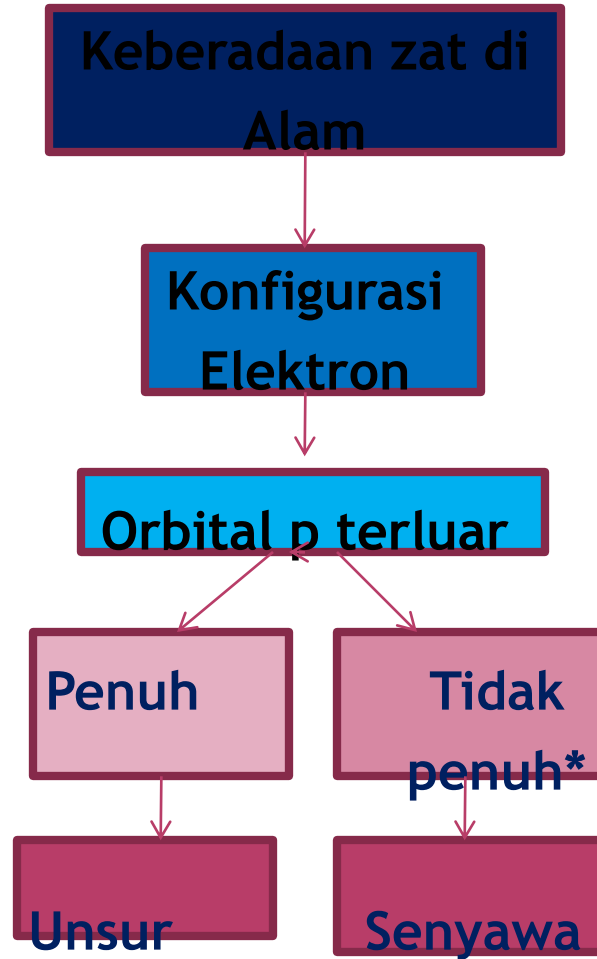 Keberadaan zat di
Alam
Konfigurasi
Elektron
Orbital p terluar
Penuh
Tidak
penuh*
Unsur
Senyawa